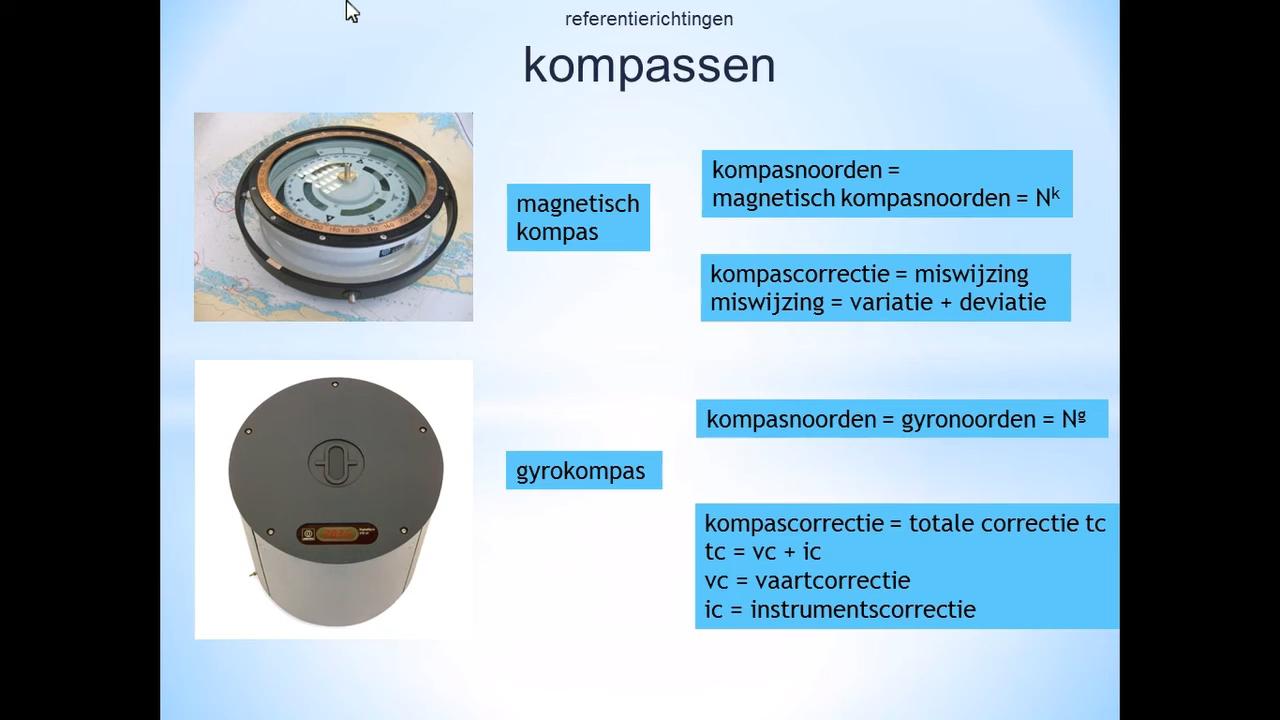 referentierichtingen
kompassen
magnetisch
kompas
kompasnoorden =
magnetisch kompasnoorden = Nᵏ
kompascorrectie = miswijzing
miswijzing = variatie + deviatie
gyrokompas
kompasnoorden = gyronoorden = Nᵍ
kompascorrectie = totale correctie tc
tc = vc + ic
vc = vaartcorrectie
ic = instrumentscorrectie